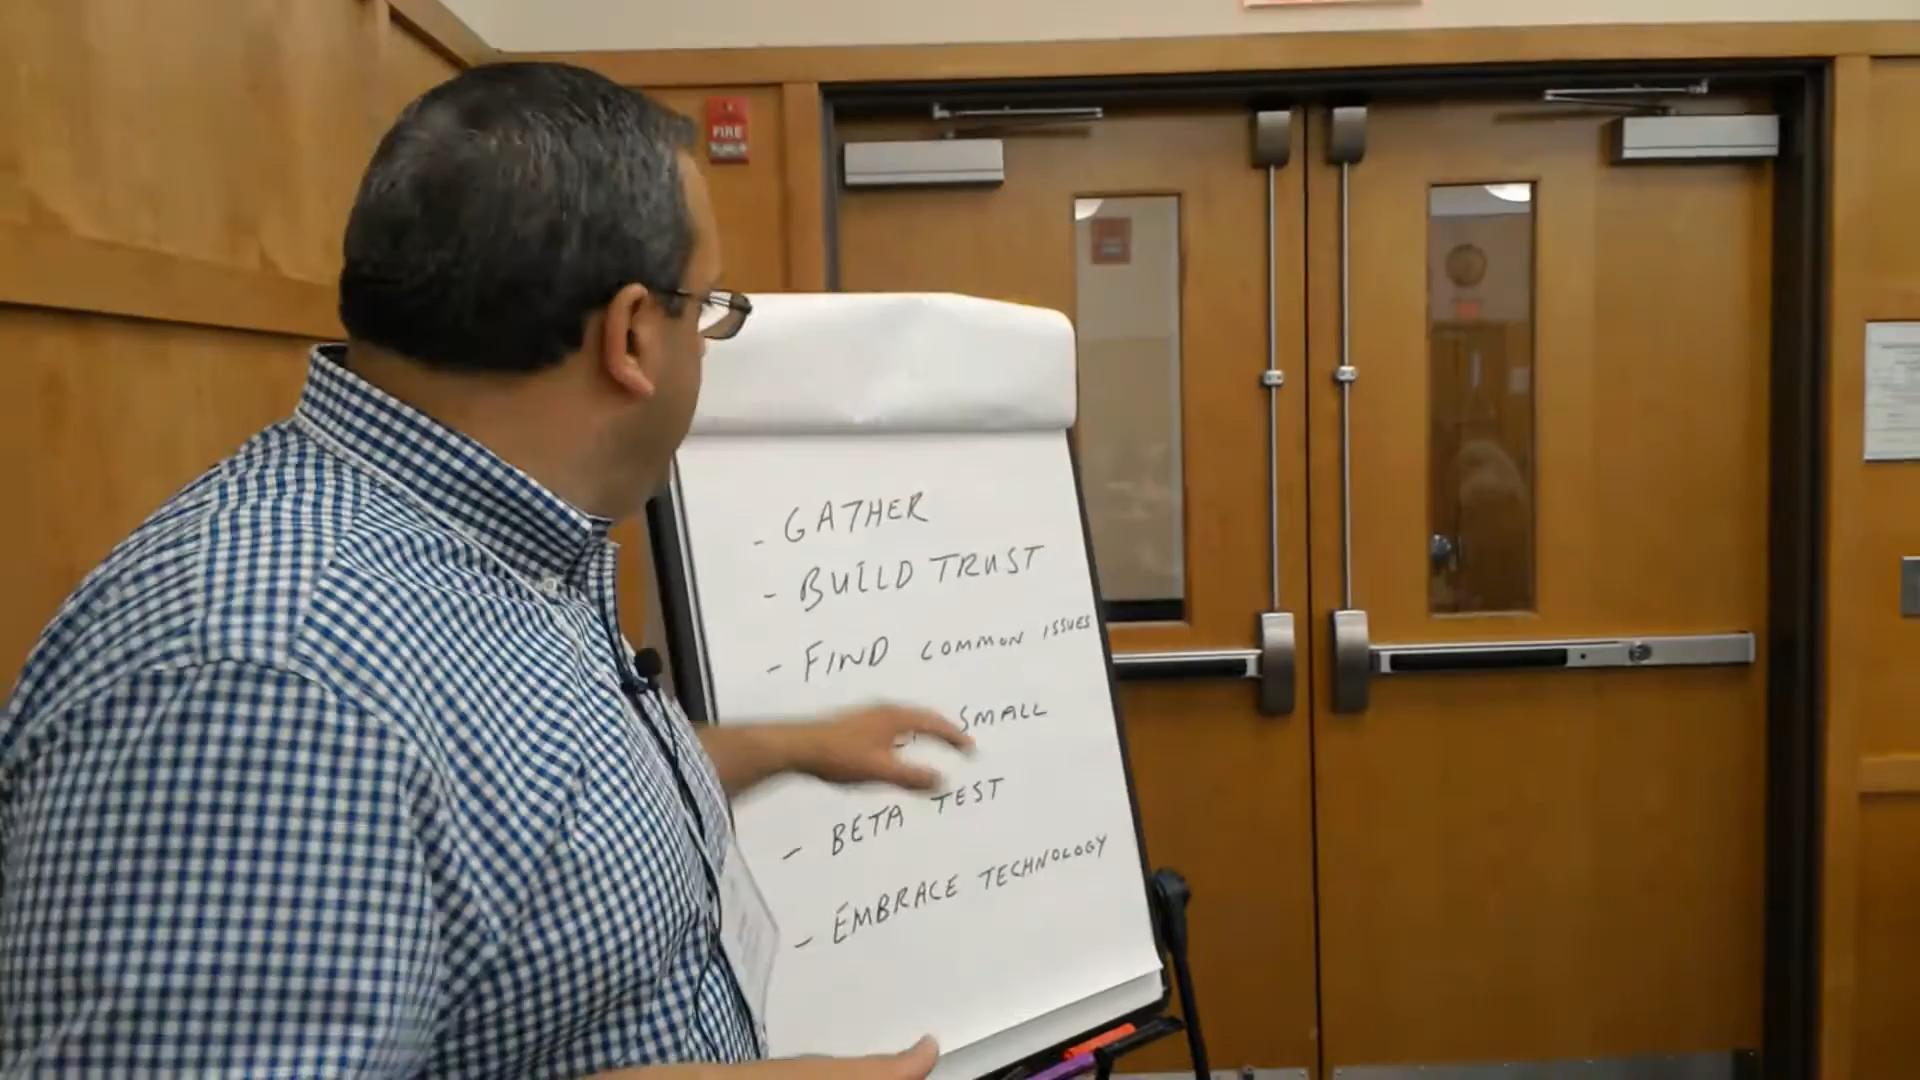 FIRE
- GATHER
- BUILD TRUST
- FIND COMMON ISSUES
SMALL
- BETA TEST
- EMBRACE TECHNOLOGY